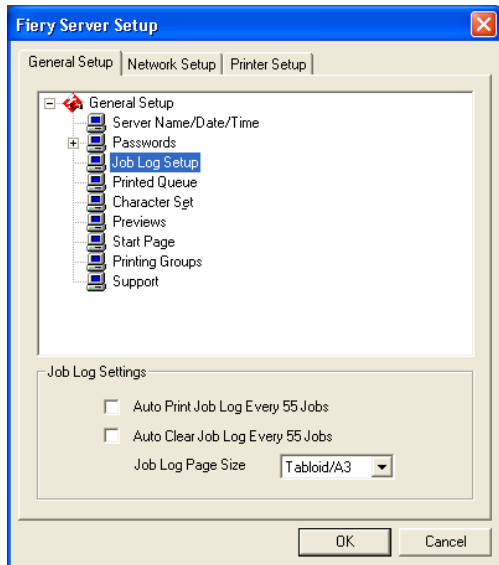 Fiery Server Setup
General Setup Network Setup Printer Setup
General Setup
Server Name/Date/Time
Passwords
Job Log Setup
Printed Queue
Character Set
Previews
Start Page
Printing Groups
Support
Job Log Settings
Auto Print Job Log Every 55 Jobs
Auto Clear Job Log Every 55 Jobs
Job Log Page Size Tabloid/A3
OK Cancel